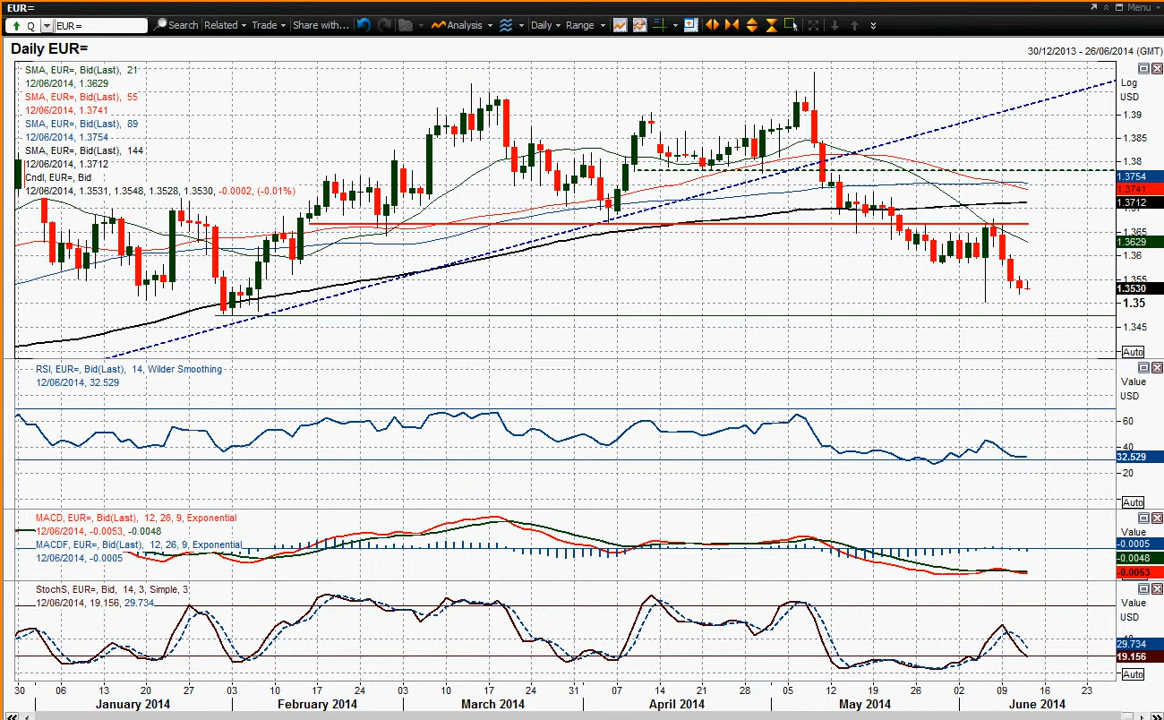 EUR=
Menu
Q EUR= Search Related Trade Share with... Analysis Daily Range
Daily EUR=
30/12/2013 - 26/06/2014 (GMT)
SMA, EUR=, Bid(Last), 21
12/06/2014, 1.3629
SMA, EUR=, Bid(Last), 55
12/06/2014, 1.3741
SMA, EUR=, Bid(Last), 89
12/06/2014, 1.3754
SMA, EUR=, Bid(Last), 144
12/06/2014, 1.3712
Cndl, EUR=, Bid
12/06/2014, 1.3531, 1.3548, 1.3528, 1.3530, -0.0002, (-0.01%)
Log
USD
1.39
1.385
1.38
1.3754
1.3741
1.3712
1.37
1.365
1.3629
1.36
1.355
1.3530
1.35
1.345
Auto
RSI, EUR=, Bid(Last), 14, Wilder Smoothing
12/06/2014, 32.529
Value
USD
60
40
32.529
20
Auto
MACD, EUR=, Bid(Last), 12, 26, 9, Exponential
12/06/2014, -0.0053, -0.0048
MACDF, EUR=, Bid(Last), 12, 26, 9, Exponential
12/06/2014, -0.0005
Value
-0.0005
-0.0048
-0.0053
StochS, EUR=, Bid, 14, 3, Simple, 3
12/06/2014, 19.156, 29.734
Value
USD
29.734
19.156
Auto
30 06 13 20 27 03 10 17 24 03 10 17 24 31 07 14 21 28 05 12 19 26 02 09 16 23
January 2014 February 2014 March 2014 April 2014 May 2014 June 2014